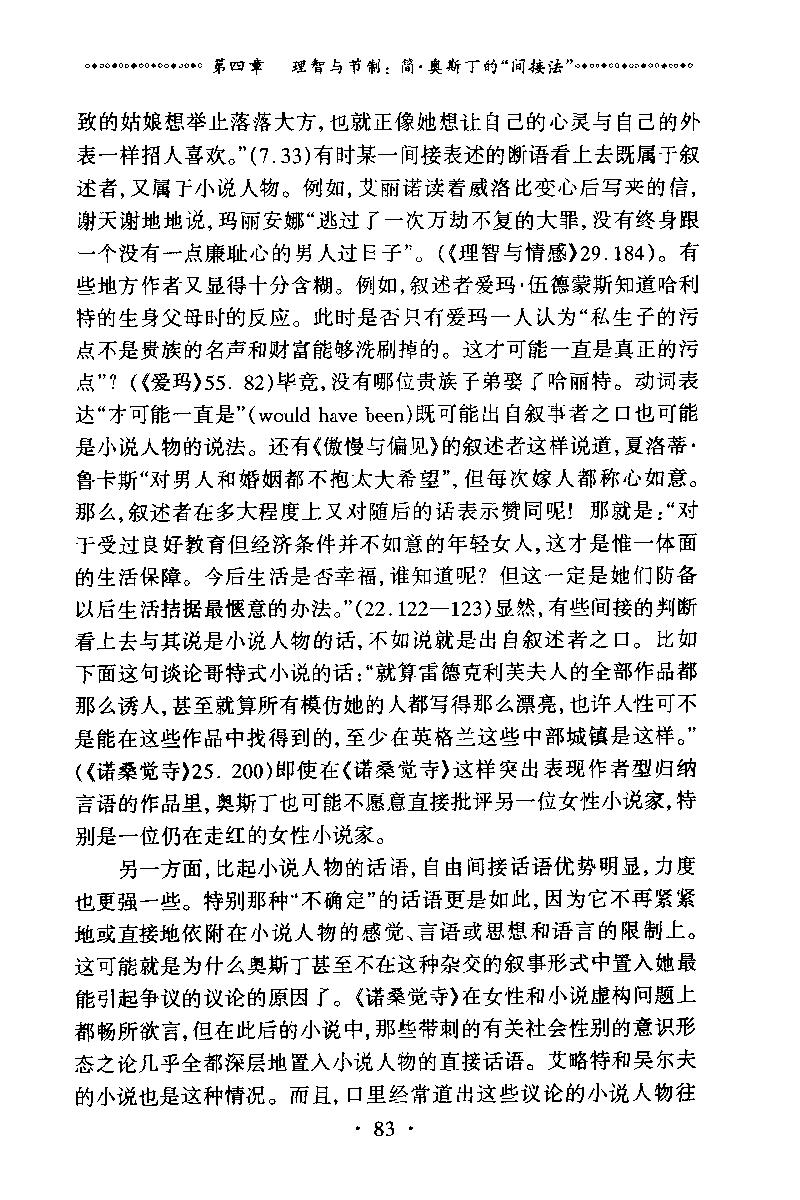 第四章　理智与节制：简·奥斯丁的“间接法”
致的姑娘想举止落落大方，也就正像她想让自己的心灵与自己的外
表一样招人喜欢。”(7.33)有时某一间接表述的断语看上去既属于叙
述者，又属于小说人物。例如，艾丽诺读着威洛比变心后写来的信，
谢天谢地地说，玛丽安娜“逃过了一次万劫不复的大罪，没有终身跟
一个没有一点廉耻心的男人过日子”。(《理智与情感》29.184)。有
些地方作者又显得十分含糊。例如，叙述者爱玛·伍德蒙斯知道哈利
特的生身父母时的反应。此时是否只有爱玛一人认为“私生子的污
点不是贵族的名声和财富能够洗刷掉的。这才可能一直是真正的污
点”？(《爱玛》55. 82)毕竞，没有哪位贵族子弟娶了哈丽特。动词表
达“才可能一直是”(would have been)既可能出自叙事者之口也可能
是小说人物的说法。还有《傲慢与偏见》的叙述者这样说道，夏洛蒂·
鲁卡斯“对男人和婚姻都不抱太大希望”，但每次嫁人都称心如意。
那么，叙述者在多大程度上又对随后的话表示赞同呢！那就是：“对
于受过良好教育但经济条件并不如意的年轻女人，这才是惟一体面
的生活保障。今后生活是否幸福，谁知道呢？但这一定是她们防备
以后生活拮据最惬意的办法。”(22.122—123)显然，有些间接的判断
看上去与其说是小说人物的话，不如说就是出自叙述者之口。比如
下面这句谈论哥特式小说的话：“就算雷德克利芙夫人的全部作品都
那么诱人，甚至就算所有模仿她的人都写得那么漂亮，也许人性可不
是能在这些作品中找得到的，至少在英格兰这些中部城镇是这样。”
(《诺桑觉寺》25. 200)即使在《诺桑觉寺》这样突出表现作者型归纳
言语的作品里，奥斯丁也可能不愿意直接批评另一位女性小说家，特
别是一位仍在走红的女性小说家。
另一方面，比起小说人物的话语，自由间接话语优势明显，力度
也更强一些。特别那种“不确定”的话语更是如此，因为它不再紧紧
地或直接地依附在小说人物的感觉、言语或思想和语言的限制上。
这可能就是为什么奥斯丁甚至不在这种杂交的叙事形式中置入她最
能引起争议的议论的原因了。《诺桑觉寺》在女性和小说虚构问题上
都畅所欲言，但在此后的小说中，那些带刺的有关社会性别的意识形
态之论几乎全都深层地置入小说人物的直接话语。艾略特和吴尔夫
的小说也是这种情况。而且，口里经常道出这些议论的小说人物往
· 83 ·